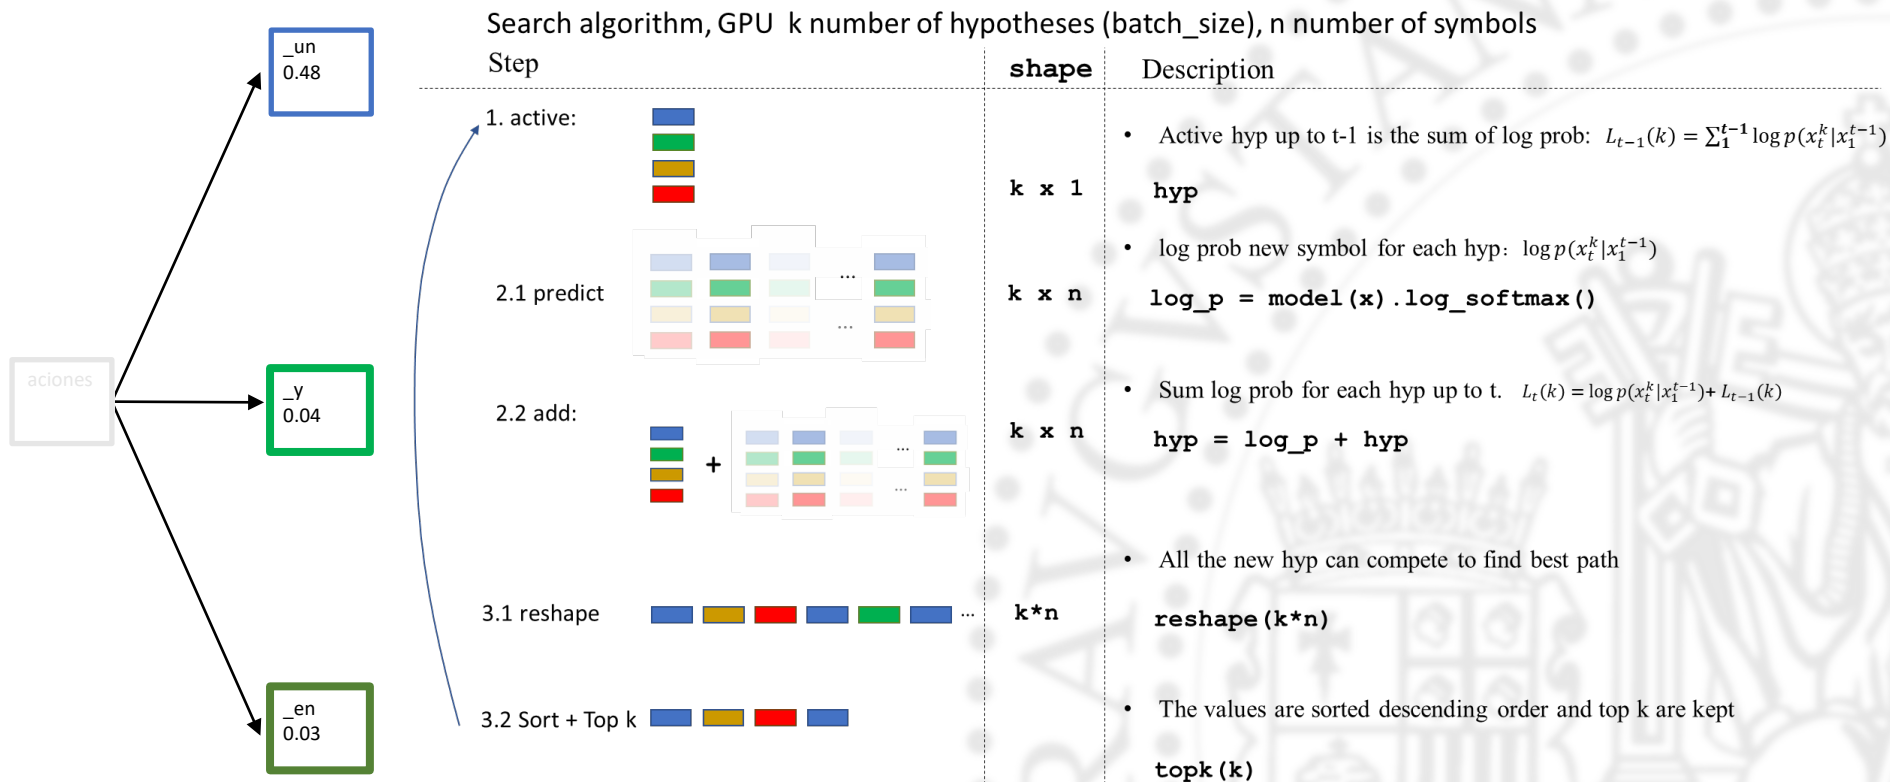 Search algorithm, GPU k number of hypotheses (batch_size), n number of symbols
Step
shape
Description
_un
0.48
aciones
_y
0.04
_en
0.03
1. active:
k x 1
• Active hyp up to t-1 is the sum of log prob: $L_{t-1}(k) = \sum_{1}^{t-1} \log p(x_t^k|x_1^{t-1})$
hyp
2.1 predict
...
...
k x n
• log prob new symbol for each hyp: $\log p(x_t^k|x_1^{t-1})$
log_p = model(x).log_softmax()
2.2 add:
+
...
...
k x n
• Sum log prob for each hyp up to t. $L_t(k) = \log p(x_t^k|x_1^{t-1}) + L_{t-1}(k)$
hyp = log_p + hyp
3.1 reshape
...
k*n
• All the new hyp can compete to find best path
reshape(k*n)
3.2 Sort + Top k
• The values are sorted descending order and top k are kept
topk(k)